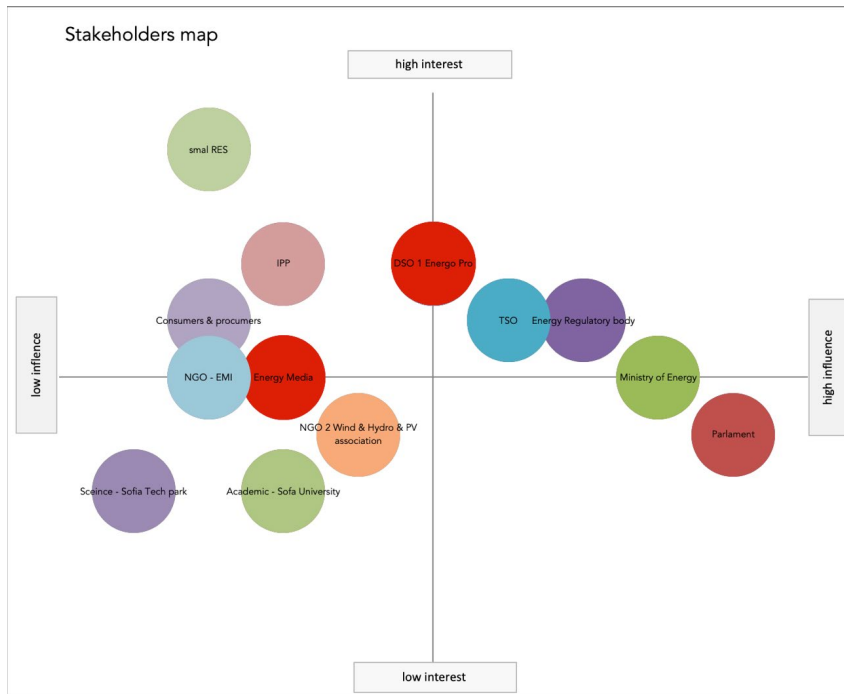 Stakeholders map
high interest
smal RES
IPP
DSO 1 Energo Pro
Consumers & procumers
TSO
Energy Regulatory body
low inflence
NGO - EMI
Energy Media
Ministry of Energy
high influence
NGO 2 Wind & Hydro & PV
association
Parlament
Sceince - Sofia Tech park
Academic - Sofa University
low interest